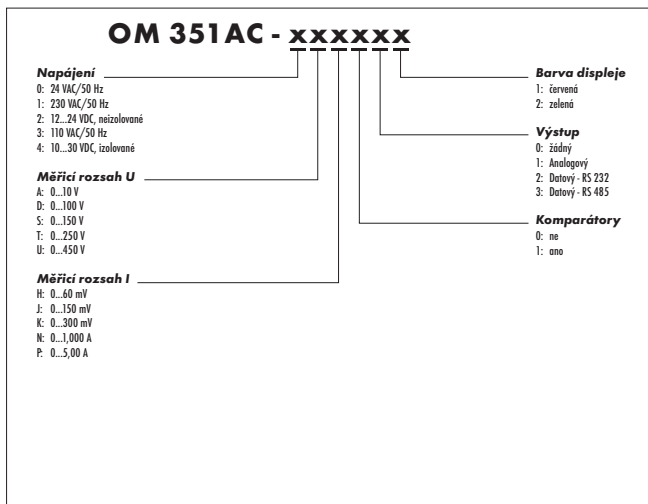 OM 351AC - xxxxxx
Napájení
0: 24 VAC/50 Hz
1: 230 VAC/50 Hz
2: 12...24 VDC, neizolované
3: 110 VAC/50 Hz
4: 10...30 VDC, izolované
Měřicí rozsah U
A: 0...10 V
D: 0...100 V
S: 0...150 V
T: 0...250 V
U: 0...450 V
Měřicí rozsah I
H: 0...60 mV
J: 0...150 mV
K: 0...300 mV
N: 0...1,000 A
P: 0...5,00 A
Barva displeje
1: červená
2: zelená
Výstup
0: žádný
1: Analogový
2: Datový - RS 232
3: Datový - RS 485
Komparátory
0: ne
1: ano